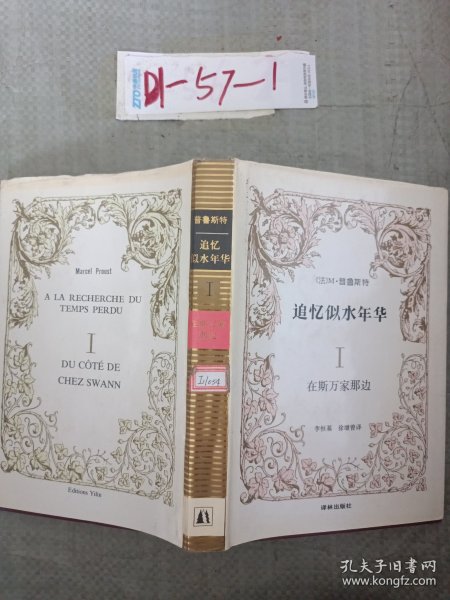 ZTO
D1-57-1
Marcel Proust
A LA RECHERCHE DU
TEMPS PERDU
I
DU CÔTÉ DE
CHEZ SWANN
Editions Yilin
普鲁斯特
追忆
似水年华
I
I/054
〔法〕M·普鲁斯特
追忆似水年华
I
在斯万家那边
李恒基 徐继曾译
译林出版社
孔夫子旧书网
www.kongfz.com